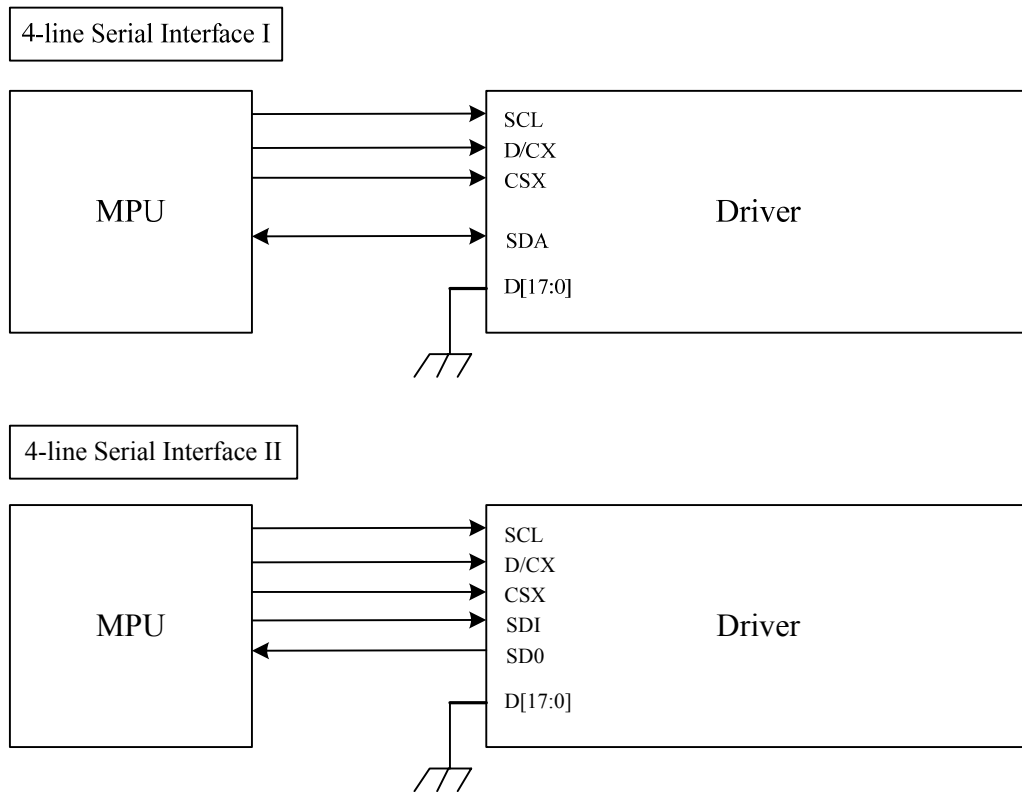 4-line Serial Interface I
MPU
SCL
D/CX
CSX
SDA
D[17:0]
Driver
4-line Serial Interface II
MPU
SCL
D/CX
CSX
SDI
SD0
D[17:0]
Driver